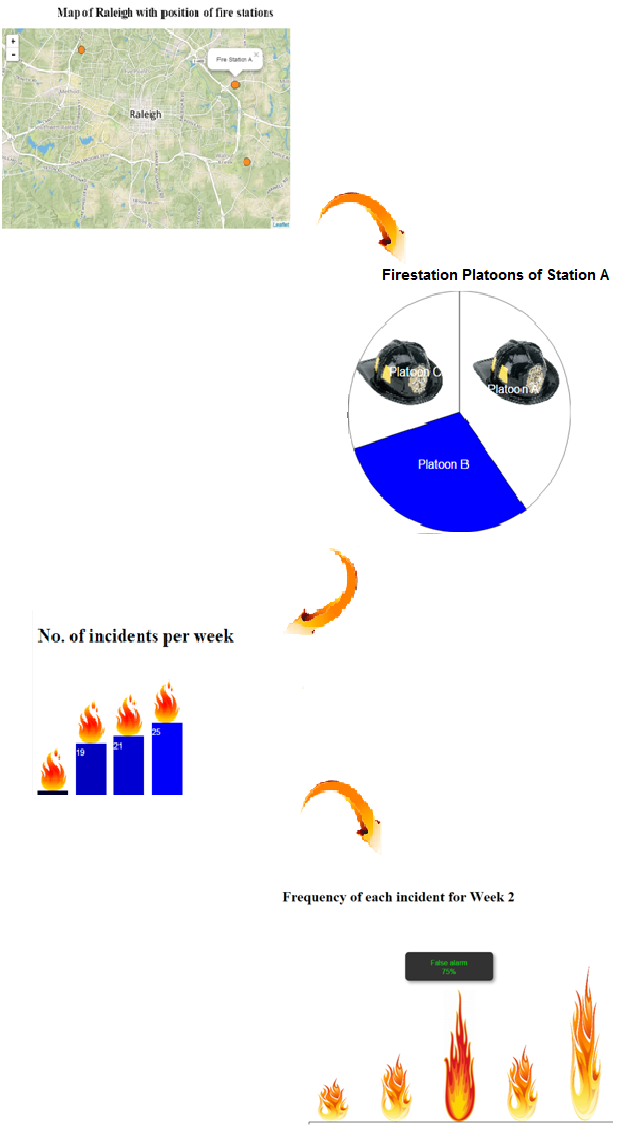 Map of Raleigh with position of fire stations
+
-
Fire Station A.
×
Raleigh
Leaflet
Firestation Platoons of Station A
Platoon C
Platoon A
Platoon B
No. of incidents per week
19
21
25
Frequency of each incident for Week 2
False alarm
75%